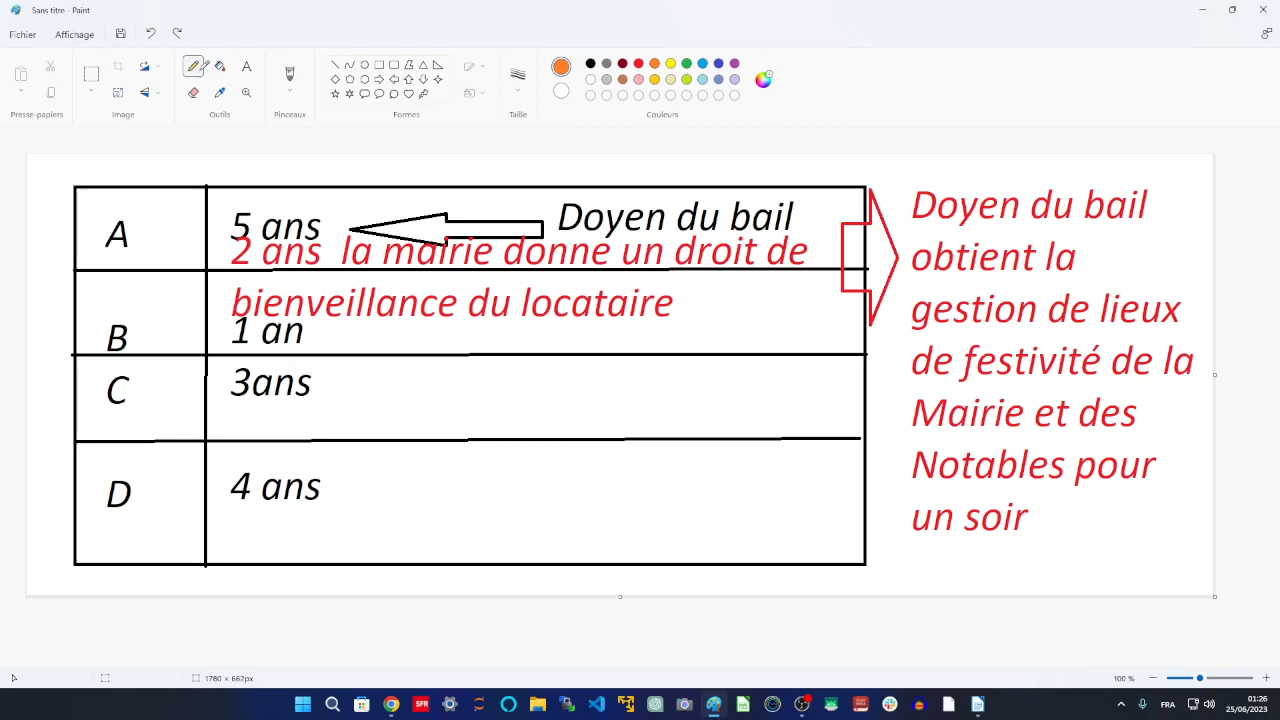 Sans titre - Paint
Fichier Affichage
Presse-papiers Image Outils Pinceaux Formes Taille Couleurs
A 5 ans Doyen du bail
2 ans la mairie donne un droit de
bienveillance du locataire
B 1 an
C 3ans
D 4 ans
Doyen du bail
obtient la
gestion de lieux
de festivité de la
Mairie et des
Notables pour
un soir
1780 × 662px 100 %
SFR FRA 01:26
25/06/2023